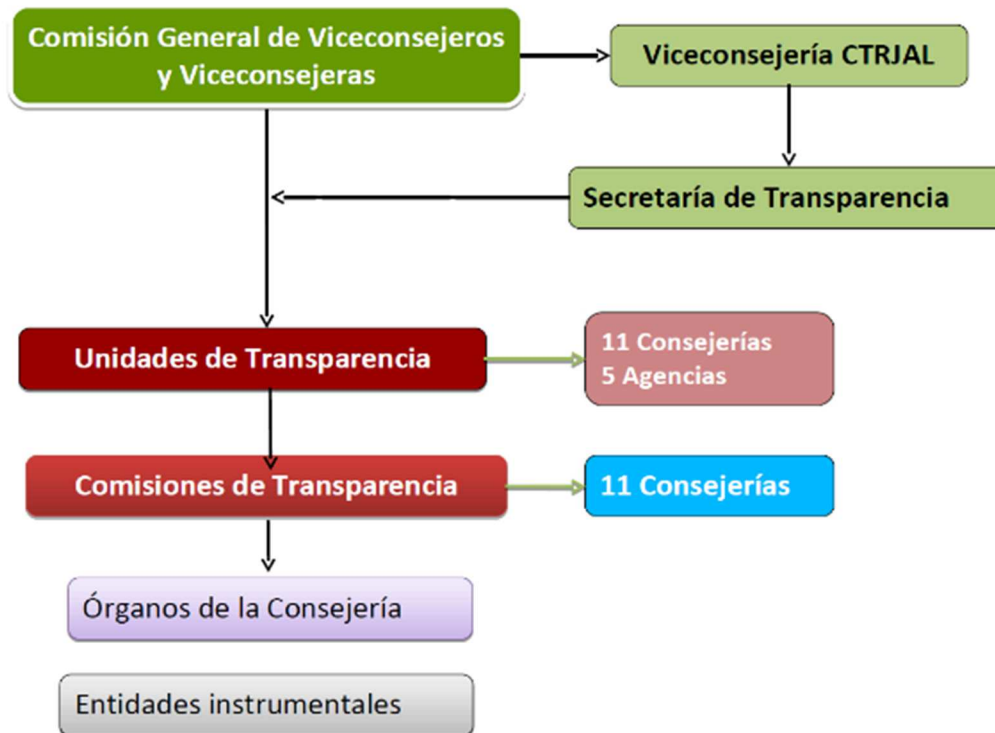 Comisión General de Viceconsejeros
y Viceconsejeras
Viceconsejería CTRJAL
Secretaría de Transparencia
Unidades de Transparencia
11 Consejerías
5 Agencias
Comisiones de Transparencia
11 Consejerías
Órganos de la Consejería
Entidades instrumentales